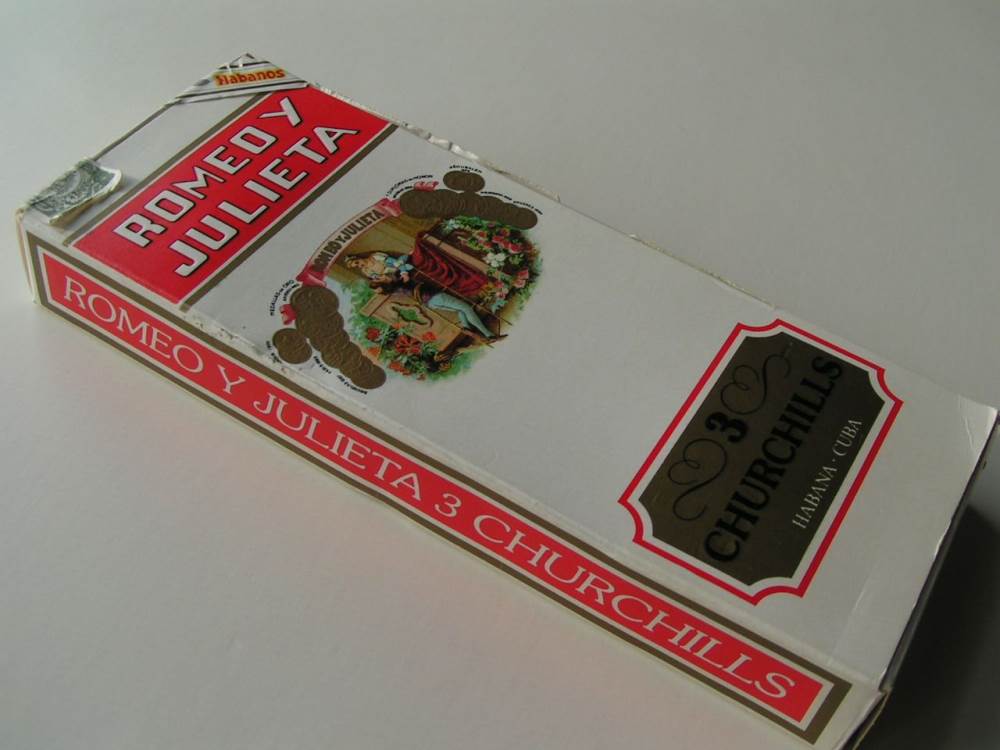 Habanos
ROMEO Y
JULIETA
ROMEO Y JULIETA
3
CHURCHILLS
HABANA · CUBA
ROMEO Y JULIETA 3 CHURCHILLS